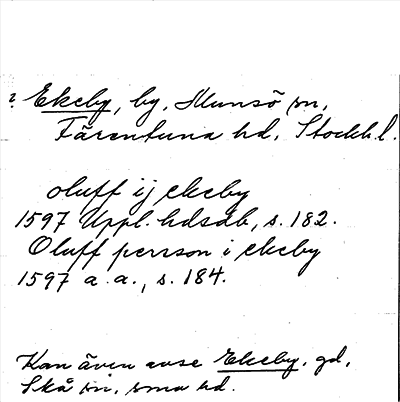 ? Ekeby, by, Munsö sn,
Färentuna hd, Stockh.l.
oluff ij ekeby
1597 Uppl. hdsdb, s. 182.
Oluff persson i ekeby
1597 a.a., s. 184.
Kan även avse Ekeby, gd,
Skå sn, sma hd.